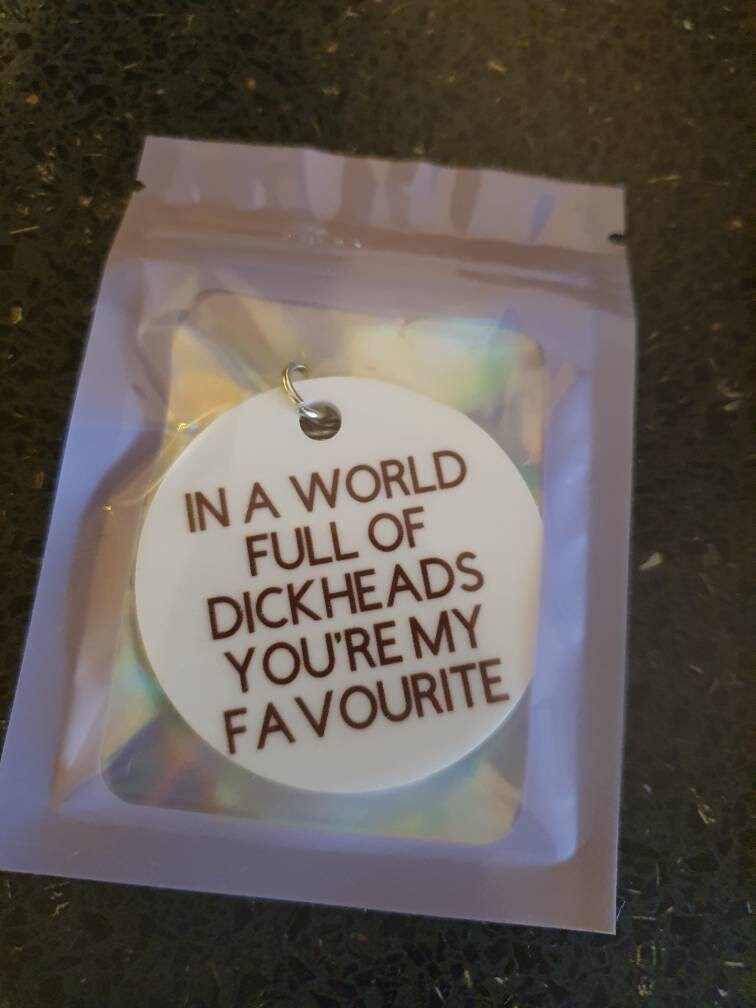 IN A WORLD
FULL OF
DICKHEADS
YOU'RE MY
FAVOURITE